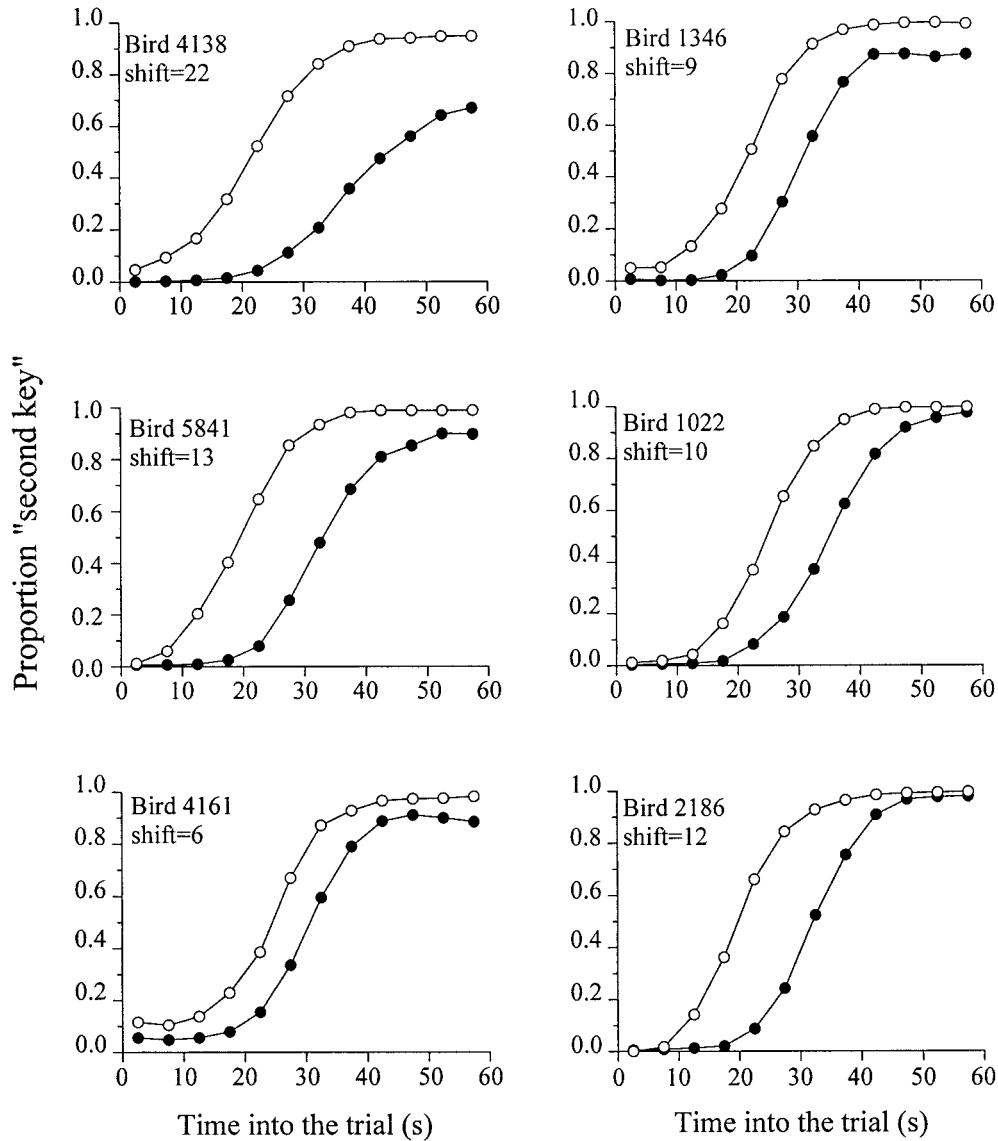 Proportion "second key"
1.0
0.8
0.6
0.4
0.2
0.0
Bird 4138
shift=22
0 10 20 30 40 50 60
1.0
0.8
0.6
0.4
0.2
0.0
Bird 1346
shift=9
0 10 20 30 40 50 60
1.0
0.8
0.6
0.4
0.2
0.0
Bird 5841
shift=13
0 10 20 30 40 50 60
1.0
0.8
0.6
0.4
0.2
0.0
Bird 1022
shift=10
0 10 20 30 40 50 60
1.0
0.8
0.6
0.4
0.2
0.0
Bird 4161
shift=6
0 10 20 30 40 50 60
Time into the trial (s)
1.0
0.8
0.6
0.4
0.2
0.0
Bird 2186
shift=12
0 10 20 30 40 50 60
Time into the trial (s)